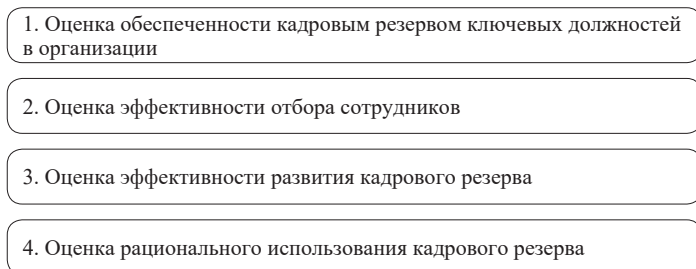 1. Оценка обеспеченности кадровым резервом ключевых должностей
в организации
2. Оценка эффективности отбора сотрудников
3. Оценка эффективности развития кадрового резерва
4. Оценка рационального использования кадрового резерва